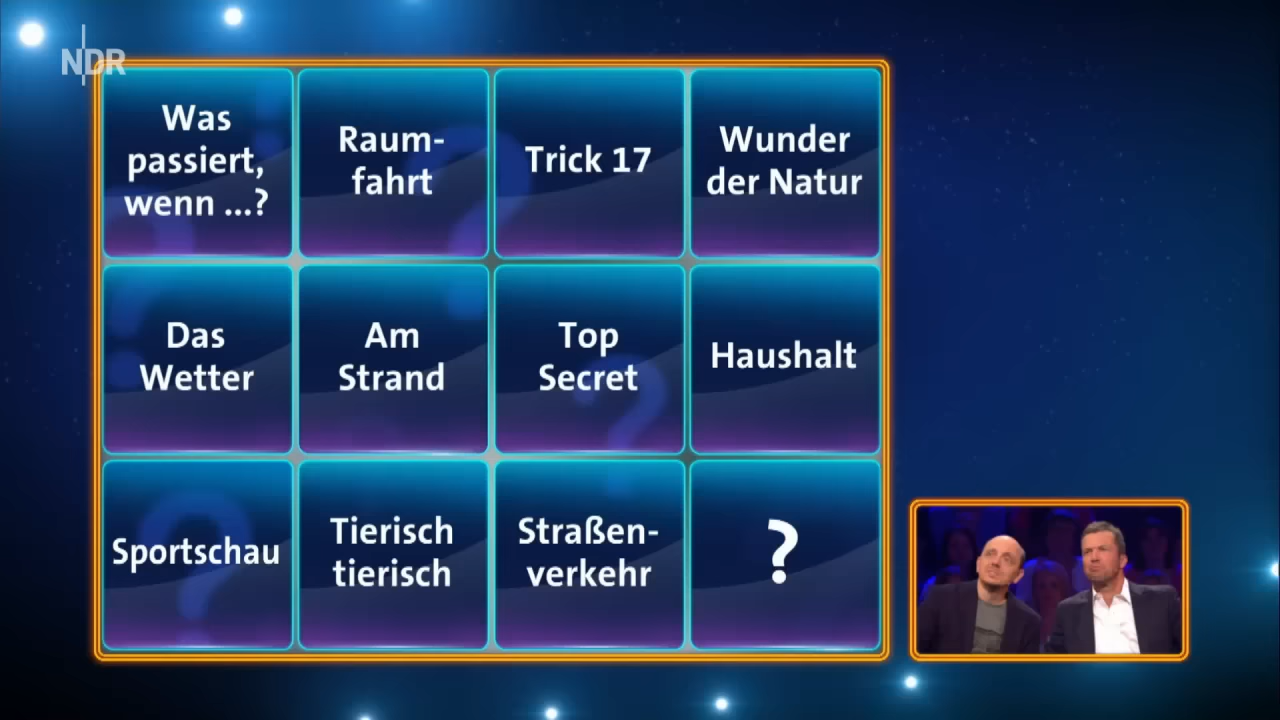 NDR
Was
passiert,
wenn ...?
Raum-
fahrt
Trick 17
Wunder
der Natur
Das
Wetter
Am
Strand
Top
Secret
Haushalt
Sportschau
Tierisch
tierisch
Straßen-
verkehr
?